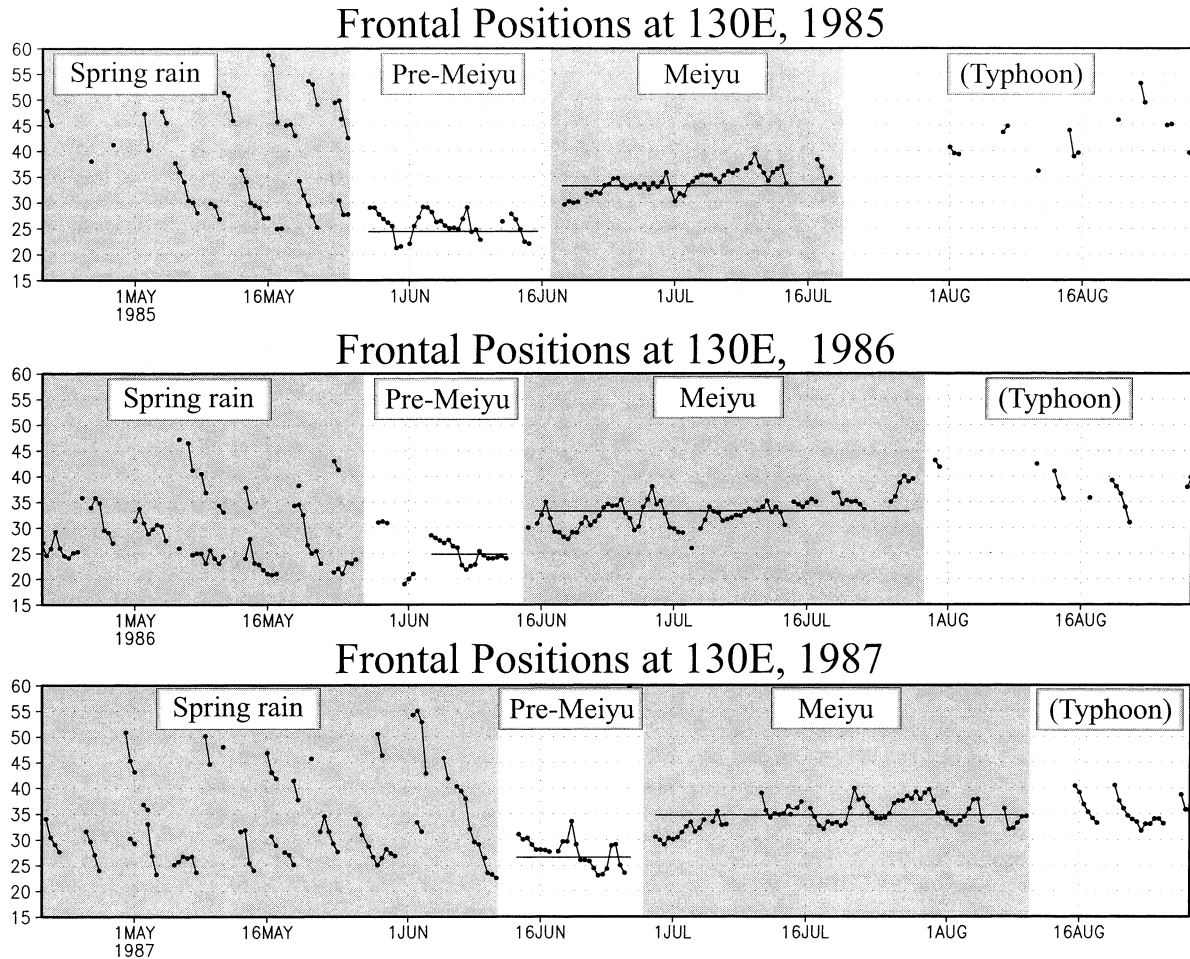 Frontal Positions at 130E, 1985
60
55
50
45
40
35
30
25
20
15
Spring rain
Pre-Meiyu
Meiyu
(Typhoon)
1MAY
1985
16MAY
1JUN
16JUN
1JUL
16JUL
1AUG
16AUG
Frontal Positions at 130E, 1986
60
55
50
45
40
35
30
25
20
15
Spring rain
Pre-Meiyu
Meiyu
(Typhoon)
1MAY
1986
16MAY
1JUN
16JUN
1JUL
16JUL
1AUG
16AUG
Frontal Positions at 130E, 1987
60
55
50
45
40
35
30
25
20
15
Spring rain
Pre-Meiyu
Meiyu
(Typhoon)
1MAY
1987
16MAY
1JUN
16JUN
1JUL
16JUL
1AUG
16AUG